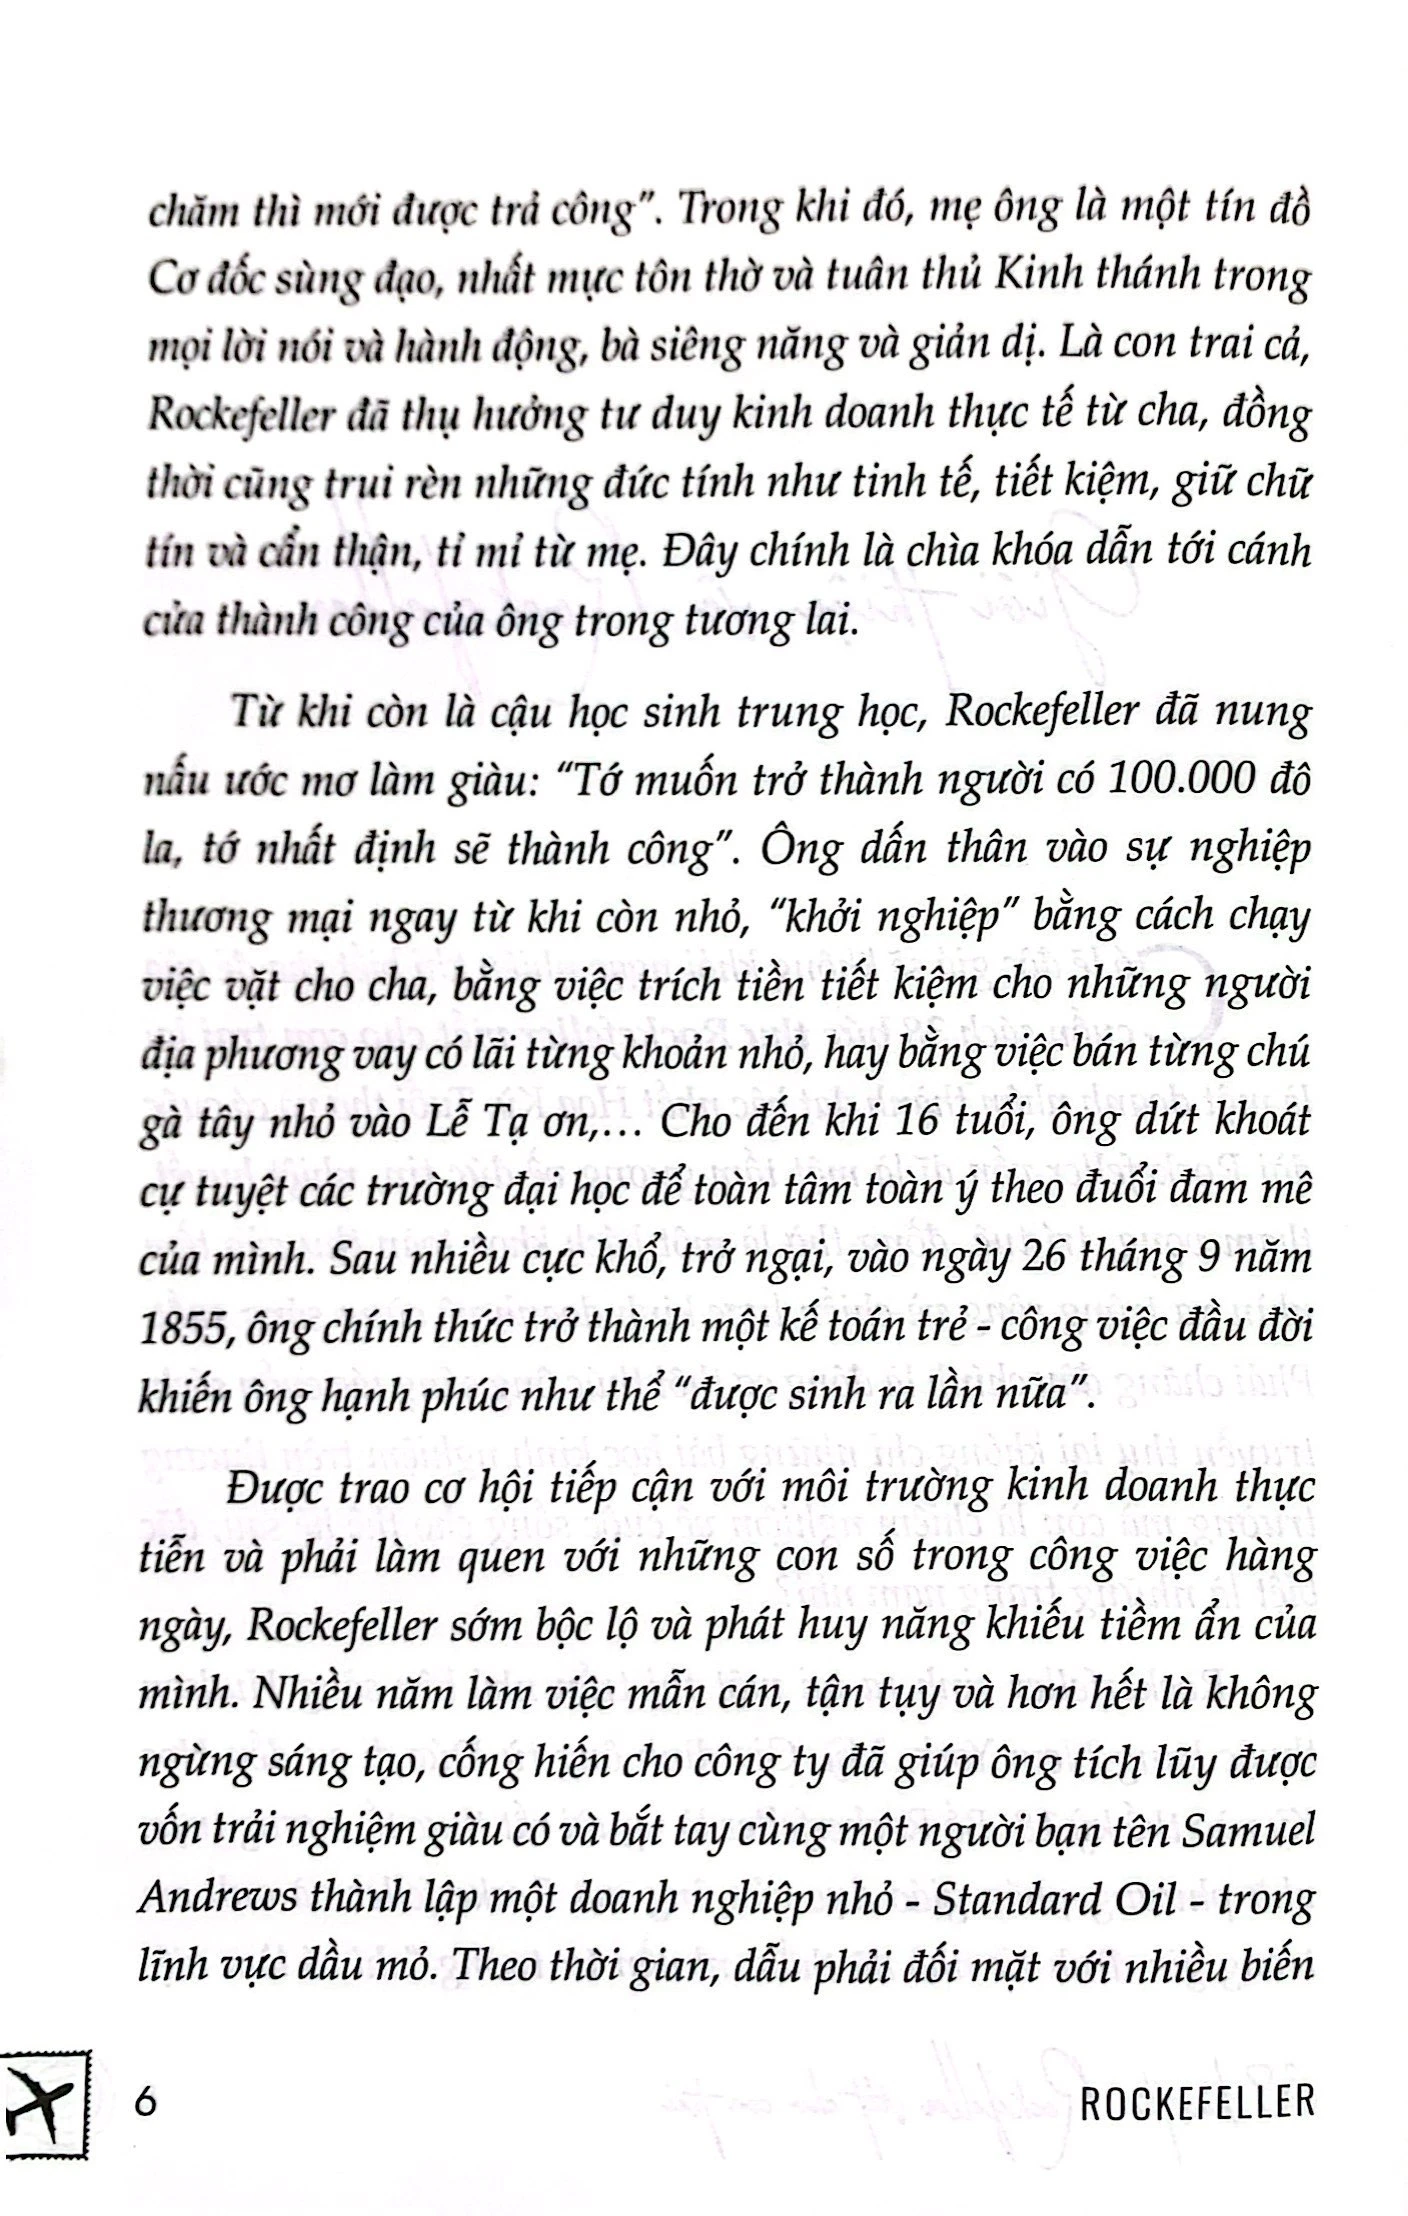 chăm thì mới được trả công”. Trong khi đó, mẹ ông là một tín đồ
Cơ đốc sùng đạo, nhất mực tôn thờ và tuân thủ Kinh thánh trong
mọi lời nói và hành động, bà siêng năng và giản dị. Là con trai cả,
Rockefeller đã thụ hưởng tư duy kinh doanh thực tế từ cha, đồng
thời cũng trui rèn những đức tính như tinh tế, tiết kiệm, giữ chữ
tín và cẩn thận, tỉ mỉ từ mẹ. Đây chính là chìa khóa dẫn tới cánh
cửa thành công của ông trong tương lai.
Từ khi còn là cậu học sinh trung học, Rockefeller đã nung
nấu ước mơ làm giàu: “Tớ muốn trở thành người có 100.000 đô
la, tớ nhất định sẽ thành công”. Ông dấn thân vào sự nghiệp
thương mại ngay từ khi còn nhỏ, “khởi nghiệp” bằng cách chạy
việc vặt cho cha, bằng việc trích tiền tiết kiệm cho những người
địa phương vay có lãi từng khoản nhỏ, hay bằng việc bán từng chú
gà tây nhỏ vào Lễ Tạ ơn,... Cho đến khi 16 tuổi, ông dứt khoát
cự tuyệt các trường đại học để toàn tâm toàn ý theo đuổi đam mê
của mình. Sau nhiều cực khổ, trở ngại, vào ngày 26 tháng 9 năm
1855, ông chính thức trở thành một kế toán trẻ - công việc đầu đời
khiến ông hạnh phúc như thể “được sinh ra lần nữa”.
Được trao cơ hội tiếp cận với môi trường kinh doanh thực
tiễn và phải làm quen với những con số trong công việc hàng
ngày, Rockefeller sớm bộc lộ và phát huy năng khiếu tiềm ẩn của
mình. Nhiều năm làm việc mẫn cán, tận tụy và hơn hết là không
ngừng sáng tạo, cống hiến cho công ty đã giúp ông tích lũy được
vốn trải nghiệm giàu có và bắt tay cùng một người bạn tên Samuel
Andrews thành lập một doanh nghiệp nhỏ - Standard Oil - trong
lĩnh vực dầu mỏ. Theo thời gian, dẫu phải đối mặt với nhiều biến
6
ROCKEFELLER